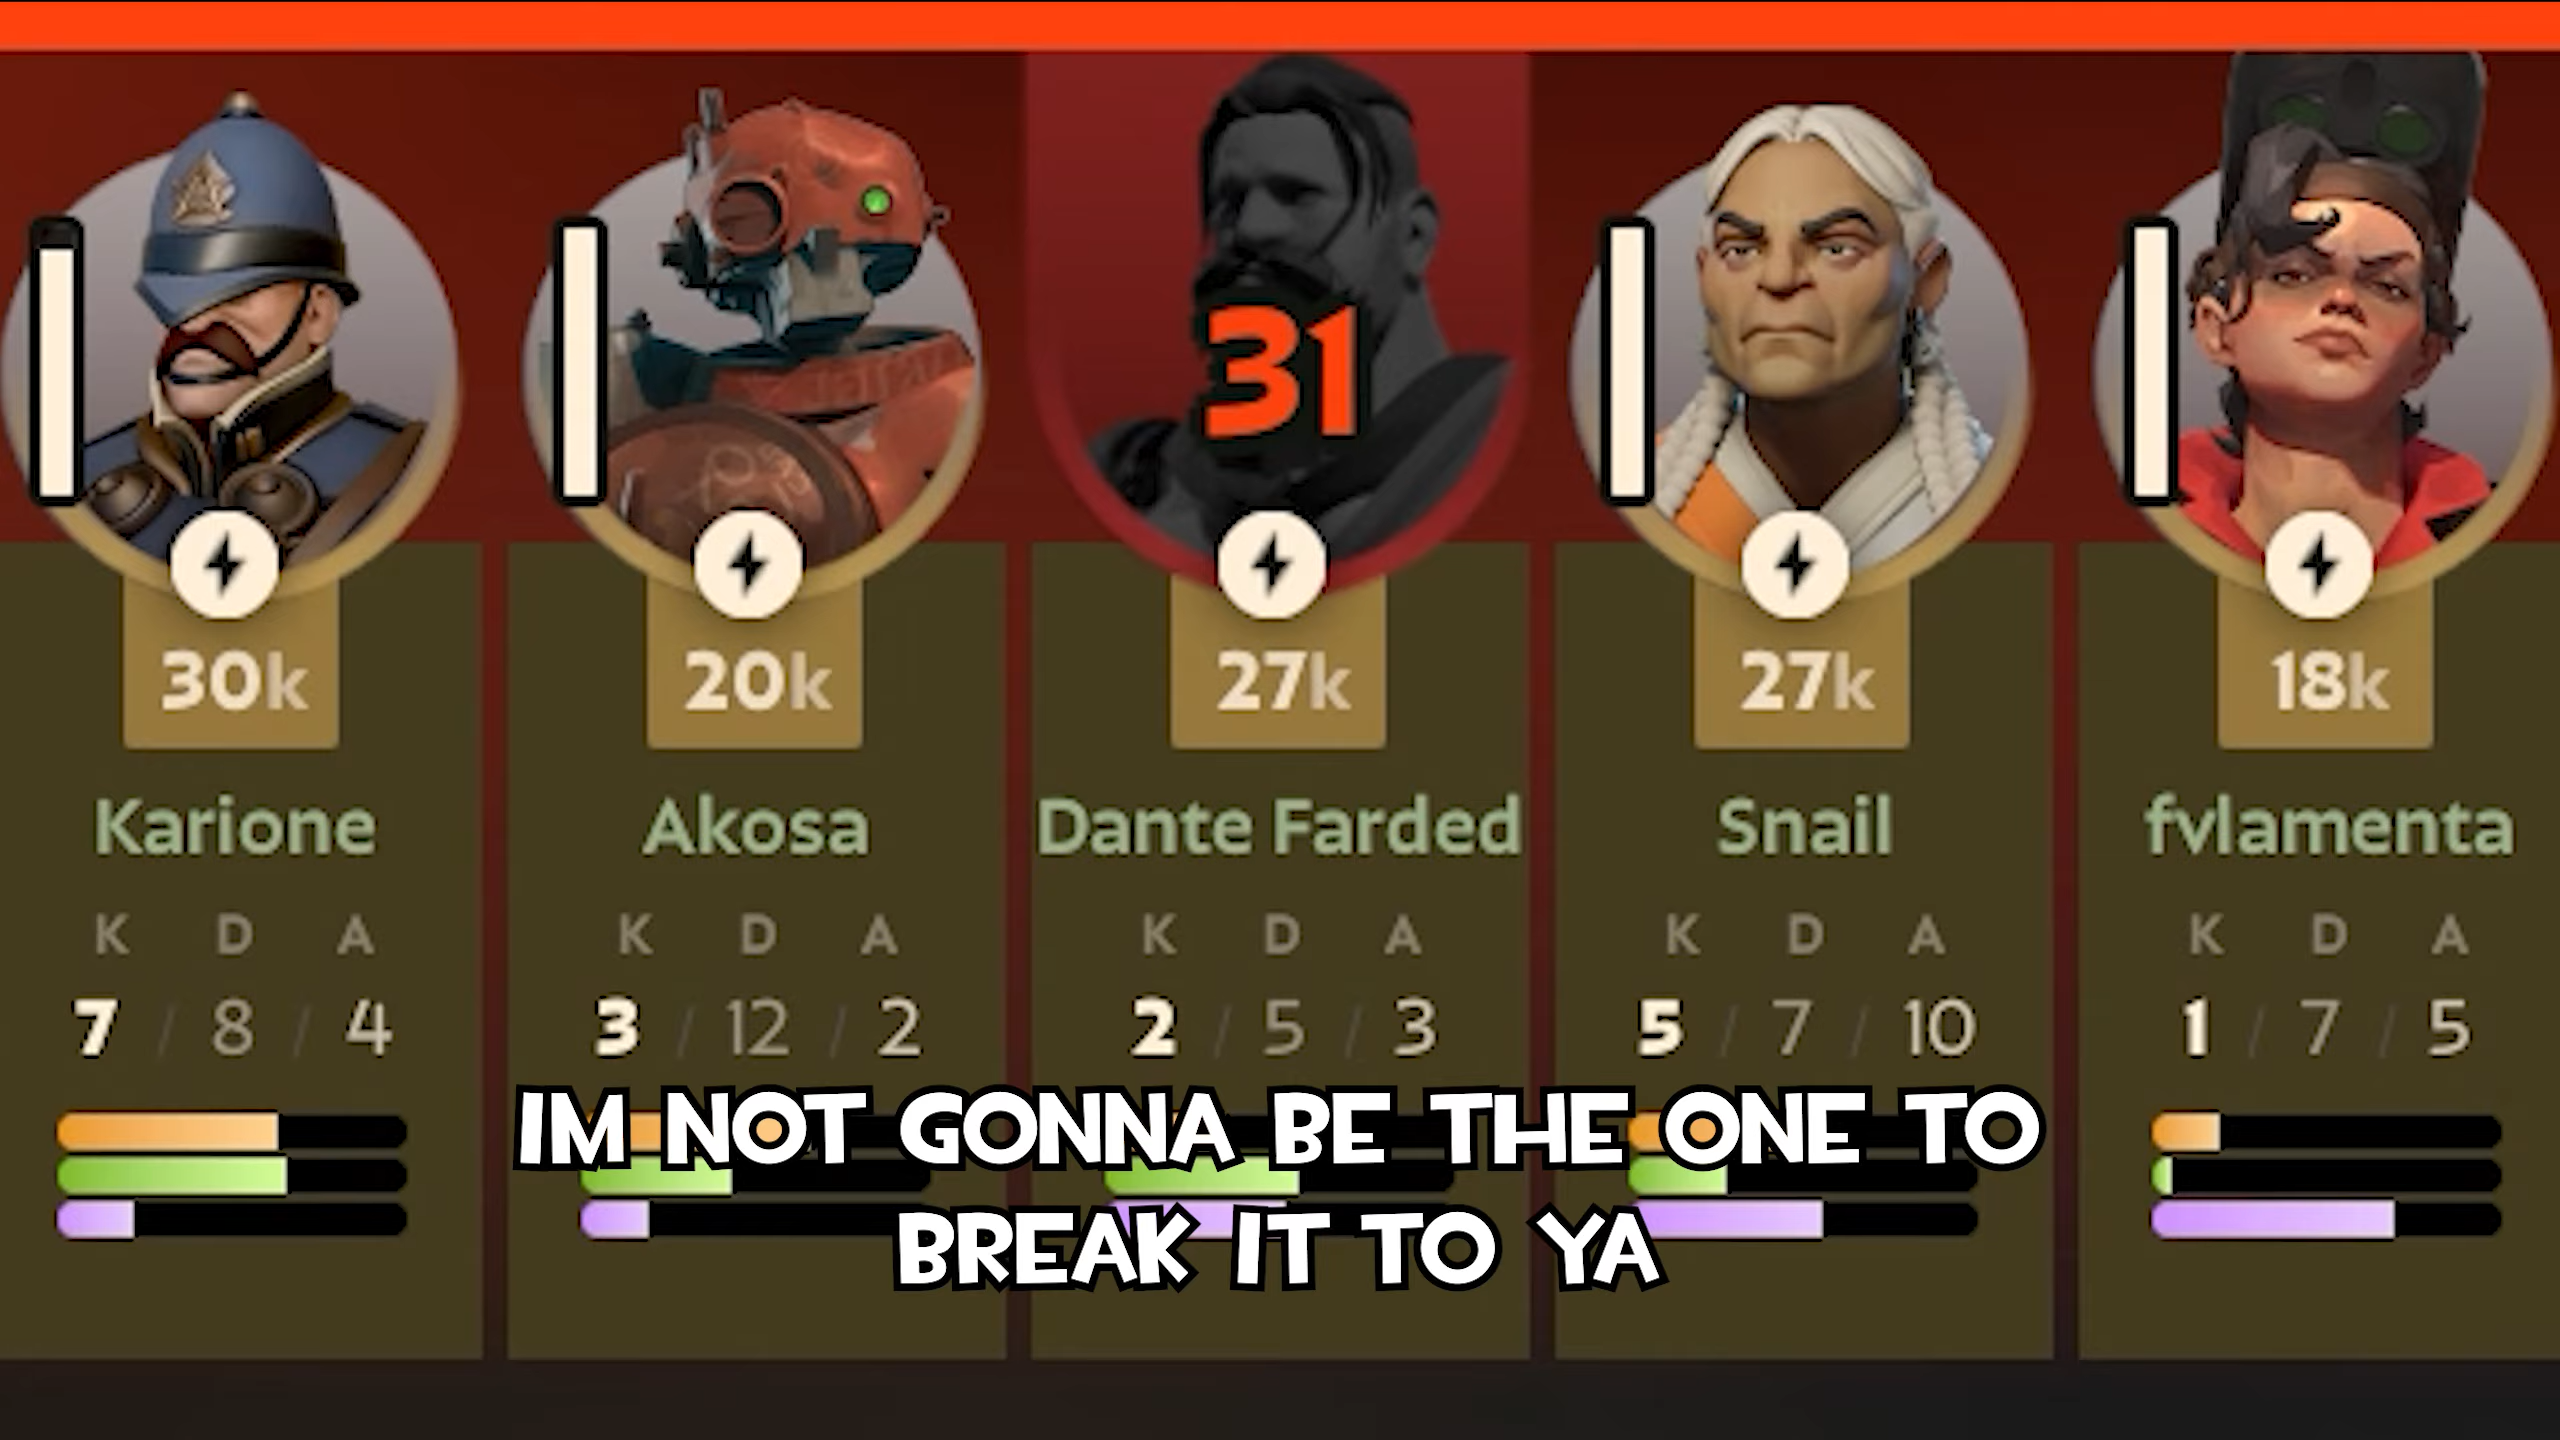 31
30k 20k 27k 27k 18k
Karione Akosa Dante Farded Snail fvlamenta
K D A K D A K D A K D A K D A
7 / 8 / 4 3 / 12 / 2 2 / 5 / 3 5 / 7 / 10 1 / 7 / 5
IM NOT GONNA BE THE ONE TO
BREAK IT TO YA